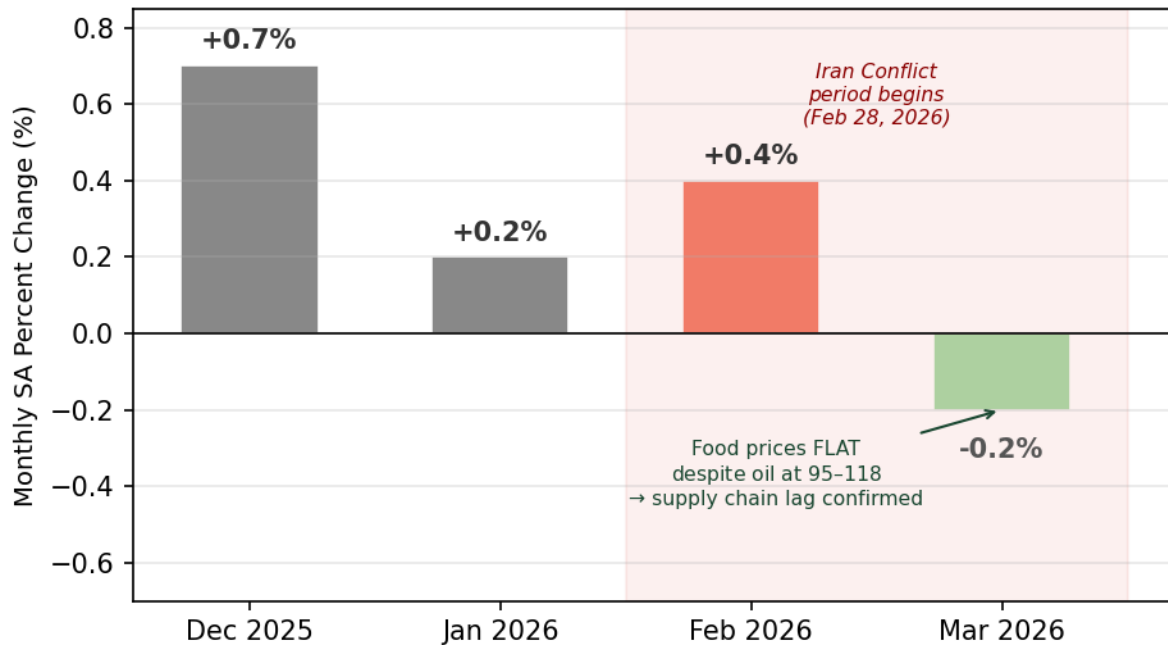 Monthly SA Percent Change (%)
0.8
0.6
0.4
0.2
0.0
−0.2
−0.4
−0.6
+0.7%
+0.2%
+0.4%
-0.2%
Iran Conflict
period begins
(Feb 28, 2026)
Food prices FLAT
despite oil at 95–118
→ supply chain lag confirmed
Dec 2025
Jan 2026
Feb 2026
Mar 2026